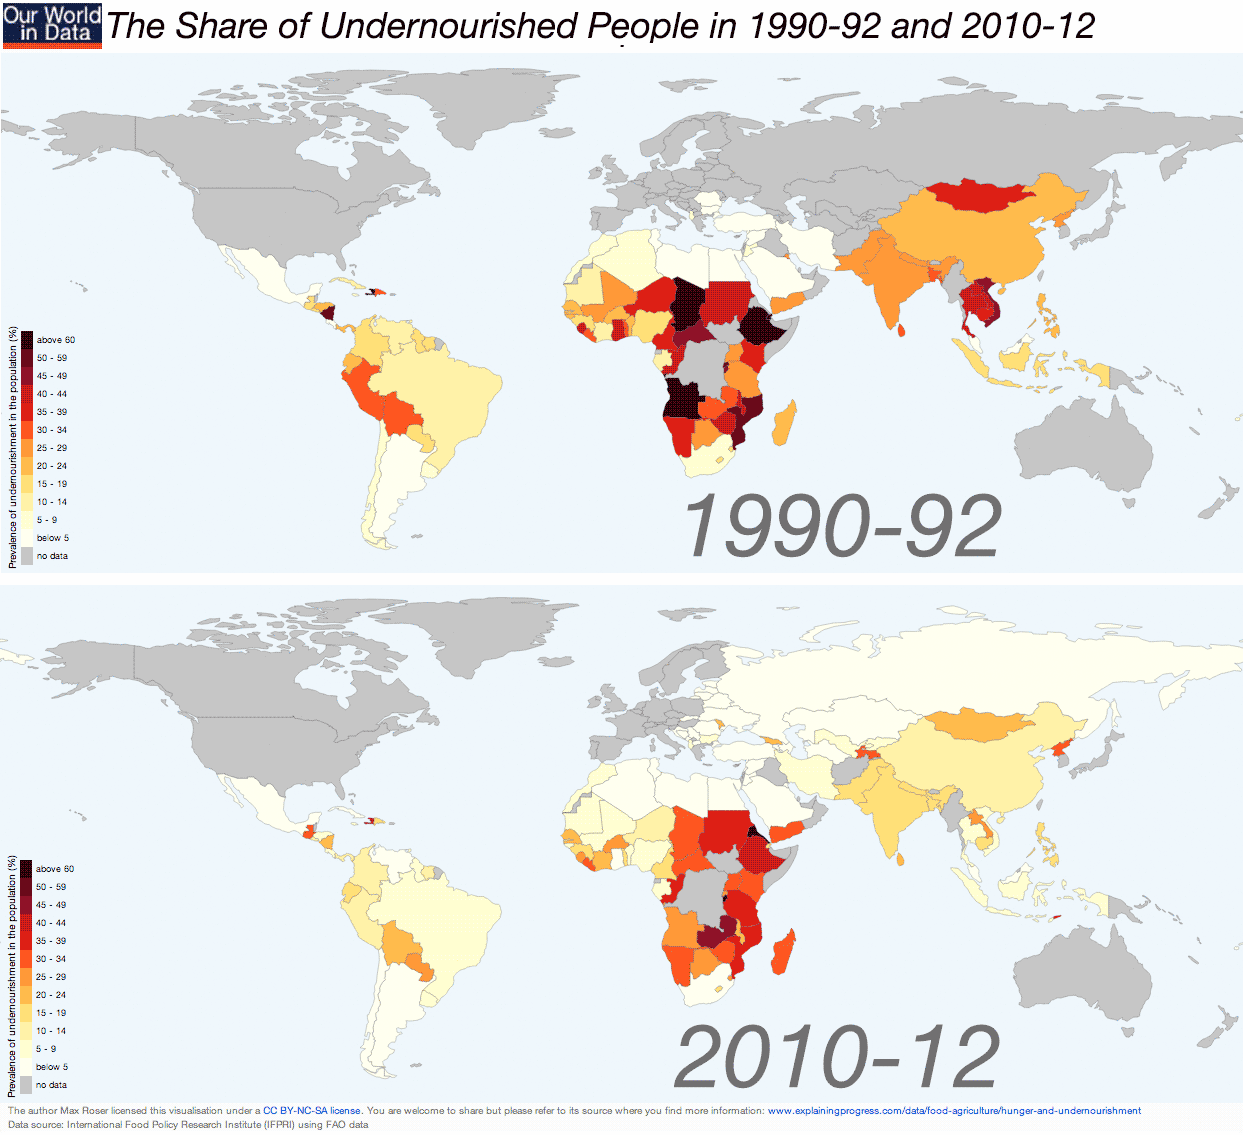 Our World
in Data
The Share of Undernourished People in 1990-92 and 2010-12
Prevalence of undernourishment in the population (%)
above 60
50 - 59
45 - 49
40 - 44
35 - 39
30 - 34
25 - 29
20 - 24
15 - 19
10 - 14
5 - 9
below 5
no data
1990-92
Prevalence of undernourishment in the population (%)
above 60
50 - 59
45 - 49
40 - 44
35 - 39
30 - 34
25 - 29
20 - 24
15 - 19
10 - 14
5 - 9
below 5
no data
2010-12
The author Max Roser licensed this visualisation under a CC BY-NC-SA license. You are welcome to share but please refer to its source where you find more information: www.explainingprogress.com/data/food-agriculture/hunger-and-undernourishment
Data source: International Food Policy Research Institute (IFPRI) using FAO data